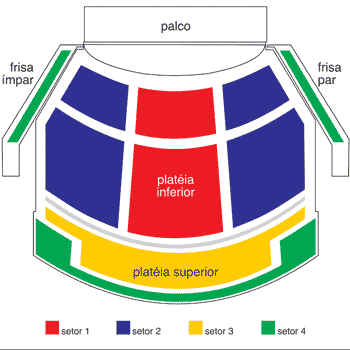 palco
frisa
ímpar
frisa
par
platéia
inferior
platéia superior
setor 1
setor 2
setor 3
setor 4